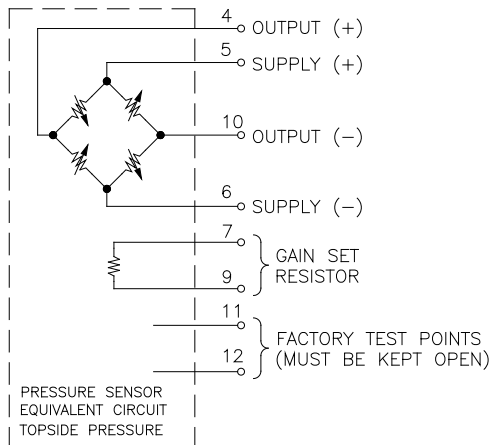 4 OUTPUT (+)
5 SUPPLY (+)
10 OUTPUT (−)
6 SUPPLY (−)
7
GAIN SET
RESISTOR
9
11
FACTORY TEST POINTS
(MUST BE KEPT OPEN)
12
PRESSURE SENSOR
EQUIVALENT CIRCUIT
TOPSIDE PRESSURE